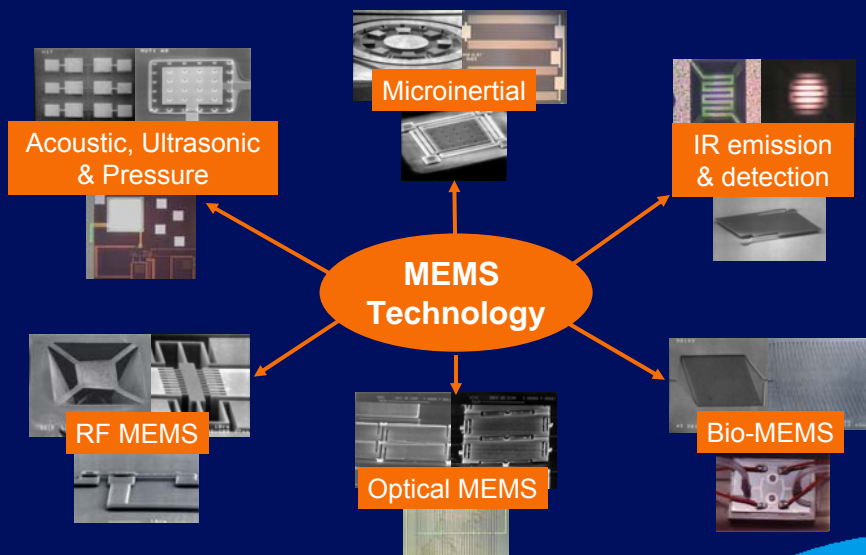 Microinertial
Acoustic, Ultrasonic
& Pressure
IR emission
& detection
MEMS
Technology
RF MEMS
Optical MEMS
Bio-MEMS